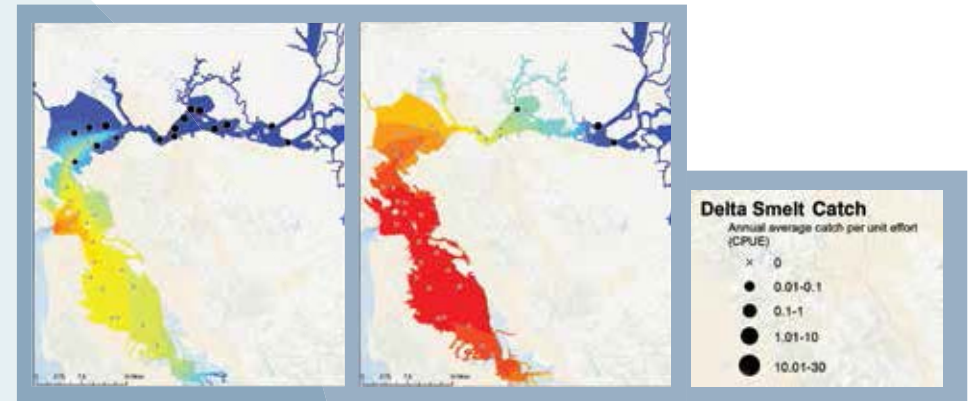 Delta Smelt Catch
Annual average catch per unit effort
(CPUE)
× 0
0.01-0.1
0.1-1
1.01-10
10.01-30